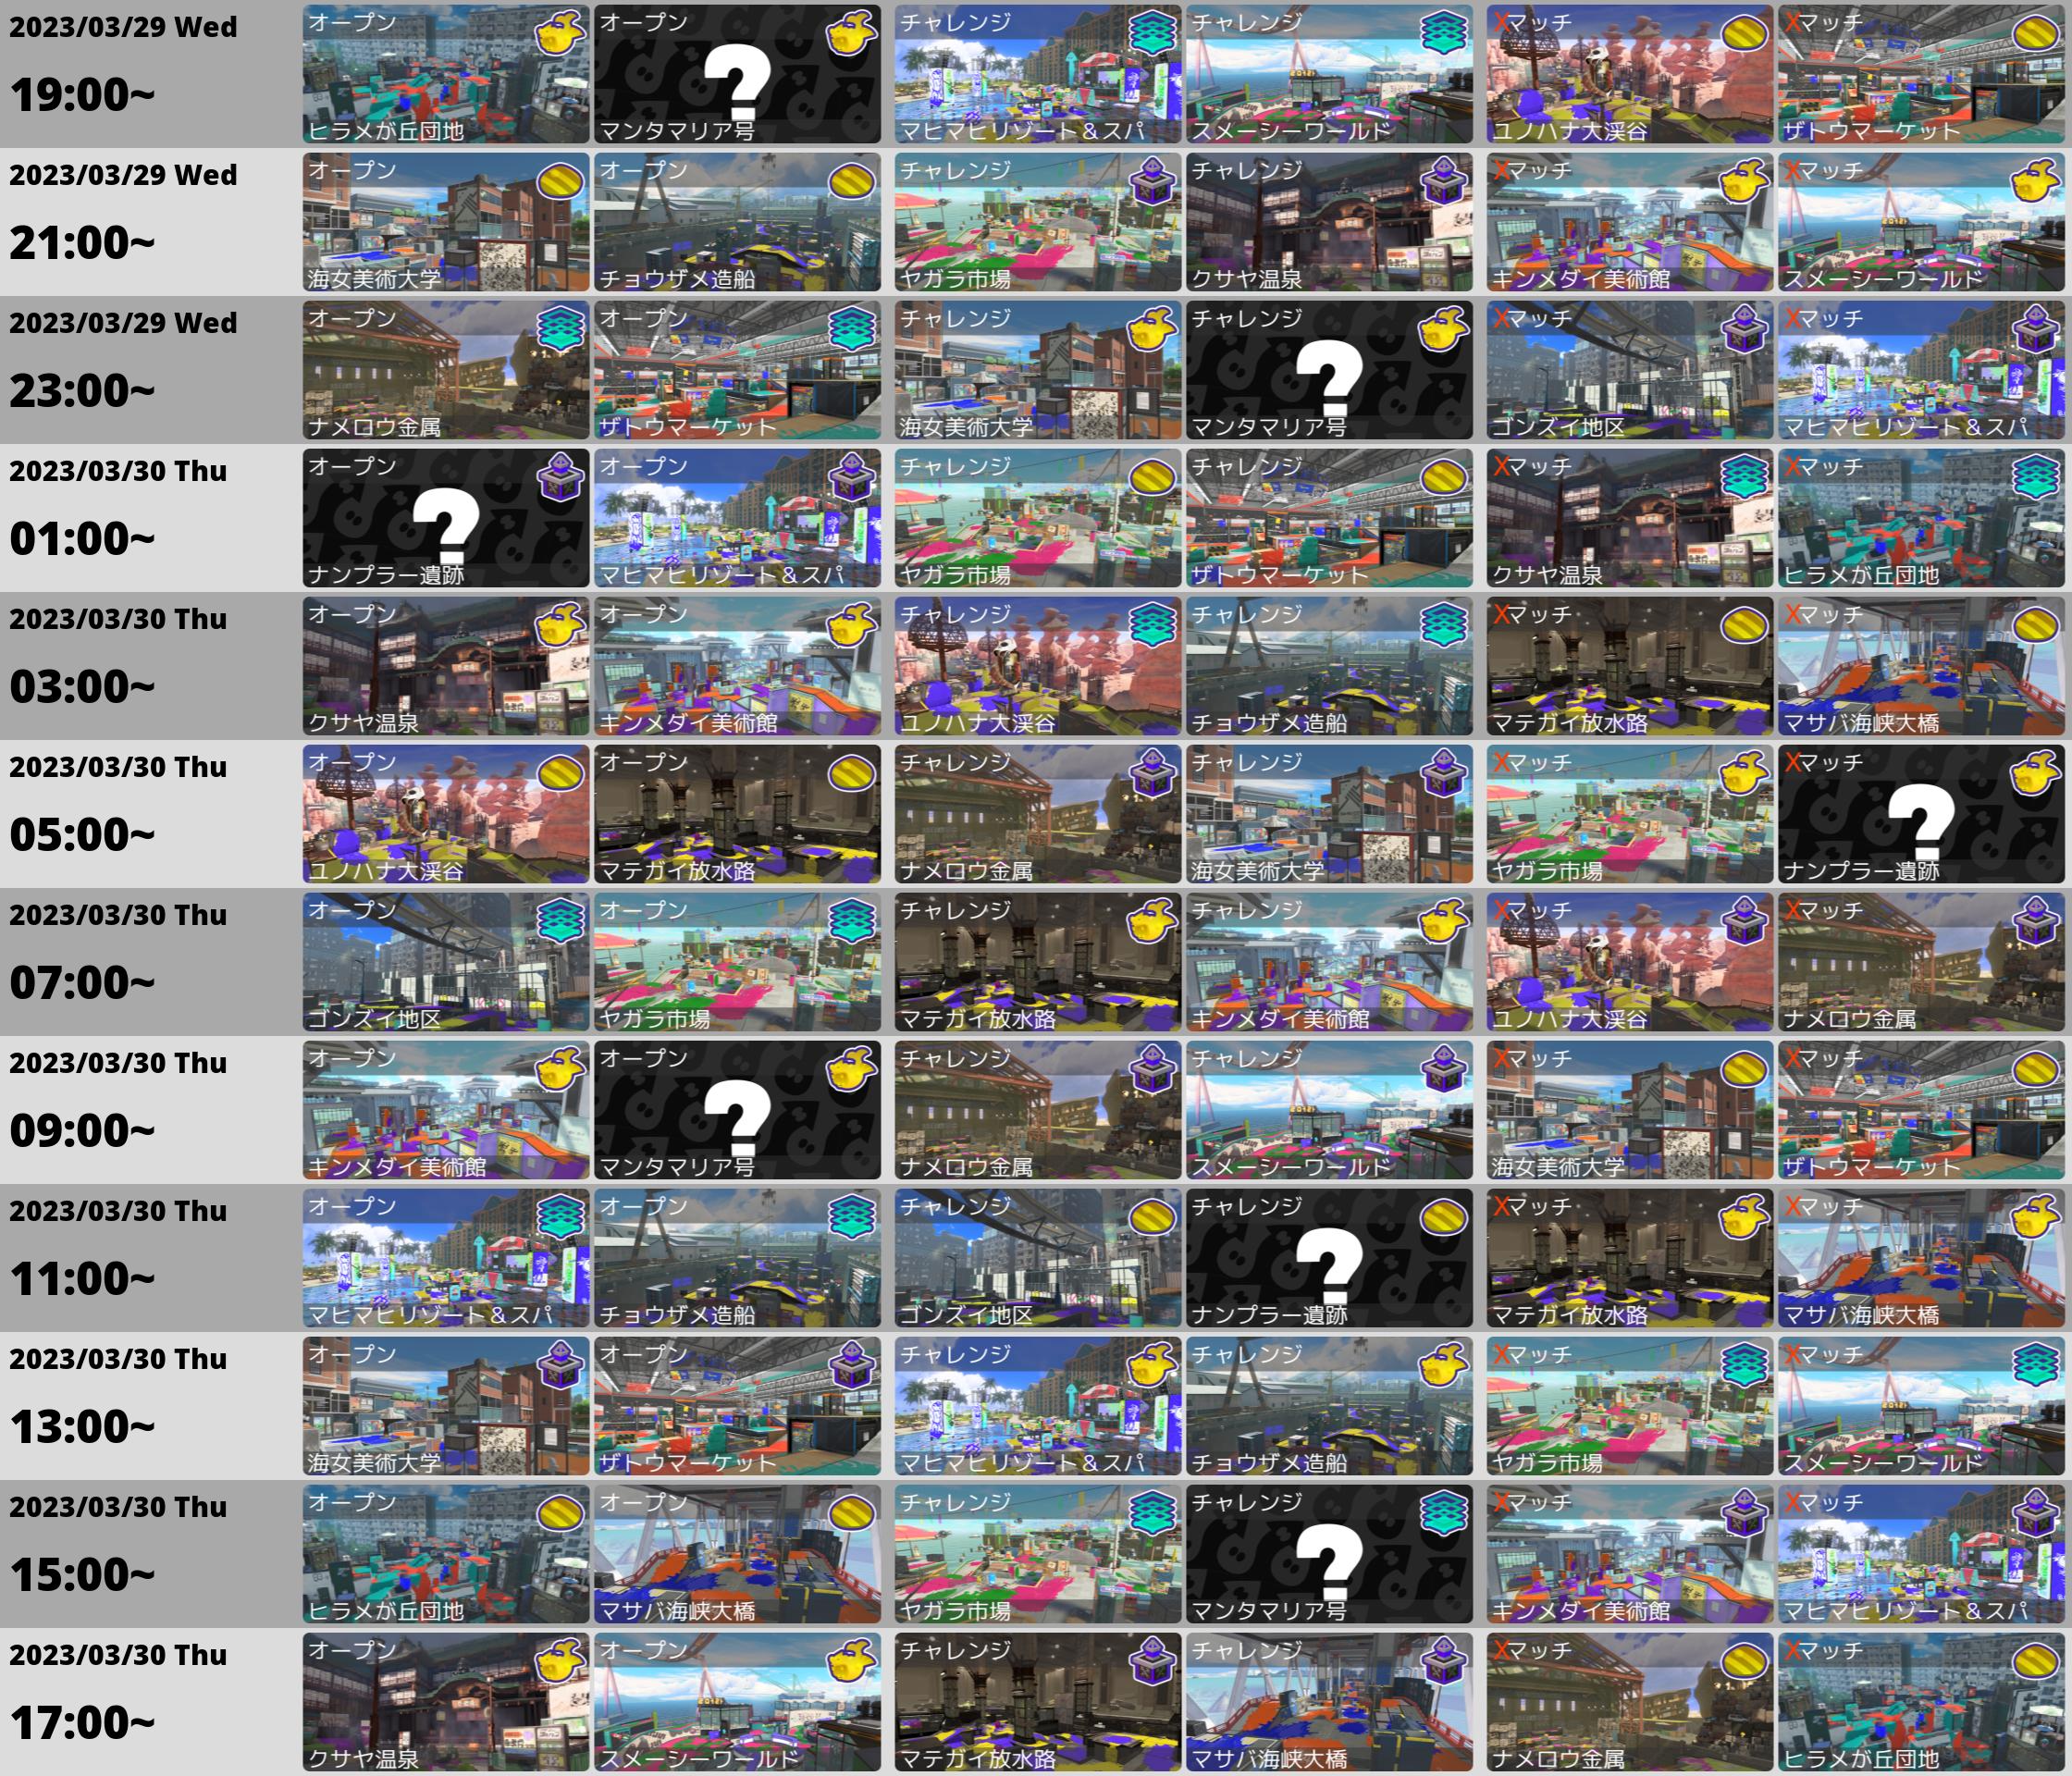 2023/03/29 Wed
19:00~
オープン オープン チャレンジ チャレンジ Xマッチ Xマッチ
ヒラメが丘団地 マンタマリア号 マヒマヒリゾート＆スパ スメーシーワールド ユノハナ大渓谷 ザトウマーケット
2023/03/29 Wed
21:00~
オープン オープン チャレンジ チャレンジ Xマッチ Xマッチ
海女美術大学 チョウザメ造船 ヤガラ市場 クサヤ温泉 キンメダイ美術館 スメーシーワールド
2023/03/29 Wed
23:00~
オープン オープン チャレンジ チャレンジ Xマッチ Xマッチ
ナメロウ金属 ザトウマーケット 海女美術大学 マンタマリア号 ゴンズイ地区 マヒマヒリゾート＆スパ
2023/03/30 Thu
01:00~
オープン オープン チャレンジ チャレンジ Xマッチ Xマッチ
ナンプラー遺跡 マヒマヒリゾート＆スパ ヤガラ市場 ザトウマーケット クサヤ温泉 ヒラメが丘団地
2023/03/30 Thu
03:00~
オープン オープン チャレンジ チャレンジ Xマッチ Xマッチ
クサヤ温泉 キンメダイ美術館 ユノハナ大渓谷 チョウザメ造船 マテガイ放水路 マサバ海峡大橋
2023/03/30 Thu
05:00~
オープン オープン チャレンジ チャレンジ Xマッチ Xマッチ
ユノハナ大渓谷 マテガイ放水路 ナメロウ金属 海女美術大学 ヤガラ市場 ナンプラー遺跡
2023/03/30 Thu
07:00~
オープン オープン チャレンジ チャレンジ Xマッチ Xマッチ
ゴンズイ地区 ヤガラ市場 マテガイ放水路 キンメダイ美術館 ユノハナ大渓谷 ナメロウ金属
2023/03/30 Thu
09:00~
オープン オープン チャレンジ チャレンジ Xマッチ Xマッチ
キンメダイ美術館 マンタマリア号 ナメロウ金属 スメーシーワールド 海女美術大学 ザトウマーケット
2023/03/30 Thu
11:00~
オープン オープン チャレンジ チャレンジ Xマッチ Xマッチ
マヒマヒリゾート＆スパ チョウザメ造船 ゴンズイ地区 ナンプラー遺跡 マテガイ放水路 マサバ海峡大橋
2023/03/30 Thu
13:00~
オープン オープン チャレンジ チャレンジ Xマッチ Xマッチ
海女美術大学 ザトウマーケット マヒマヒリゾート＆スパ チョウザメ造船 ヤガラ市場 スメーシーワールド
2023/03/30 Thu
15:00~
オープン オープン チャレンジ チャレンジ Xマッチ Xマッチ
ヒラメが丘団地 マサバ海峡大橋 ヤガラ市場 マンタマリア号 キンメダイ美術館 マヒマヒリゾート＆スパ
2023/03/30 Thu
17:00~
オープン オープン チャレンジ チャレンジ Xマッチ Xマッチ
クサヤ温泉 スメーシーワールド マテガイ放水路 マサバ海峡大橋 ナメロウ金属 ヒラメが丘団地